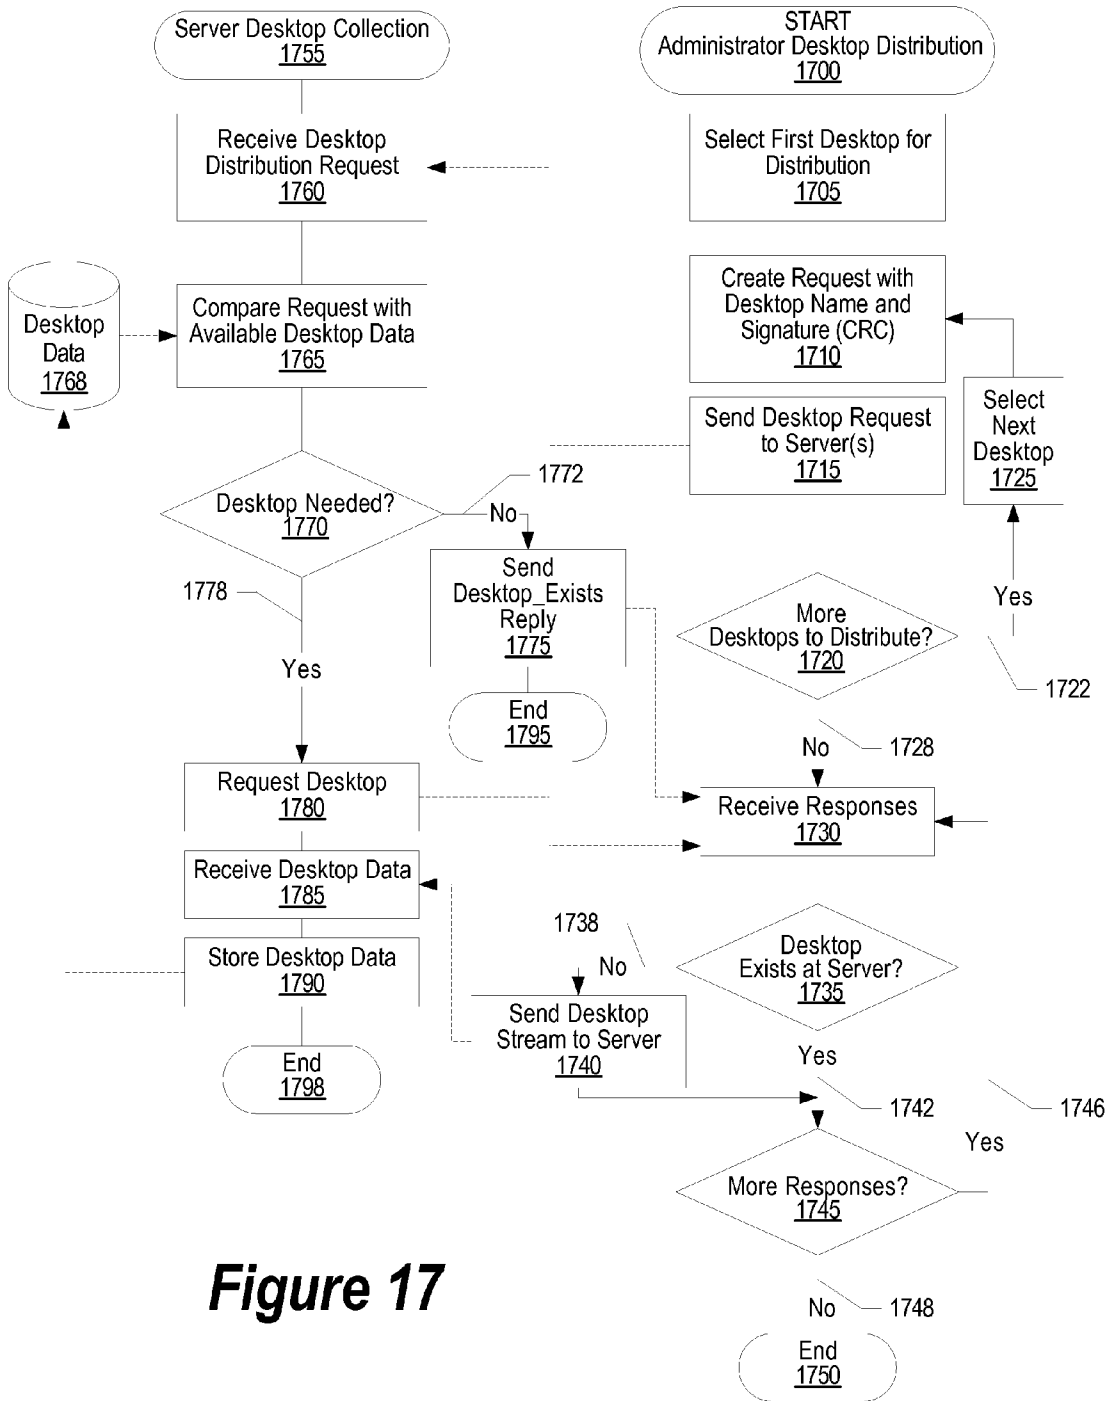 Server Desktop Collection
1755
START
Administrator Desktop Distribution
1700
Receive Desktop
Distribution Request
1760
Select First Desktop for
Distribution
1705
Desktop
Data
1768
Compare Request with
Available Desktop Data
1765
Create Request with
Desktop Name and
Signature (CRC)
1710
Select
Next
Desktop
1725
Send Desktop Request
to Server(s)
1715
1772
Desktop Needed?
1770
No
1778
Send
Desktop_Exists
Reply
1775
Yes
More
Desktops to Distribute?
1720
1722
Yes
End
1795
1728
No
Request Desktop
1780
Receive Responses
1730
Receive Desktop Data
1785
1738
No
Desktop
Exists at Server?
1735
Store Desktop Data
1790
Send Desktop
Stream to Server
1740
Yes
End
1798
1742
1746
Yes
More Responses?
1745
Figure 17
No
1748
End
1750